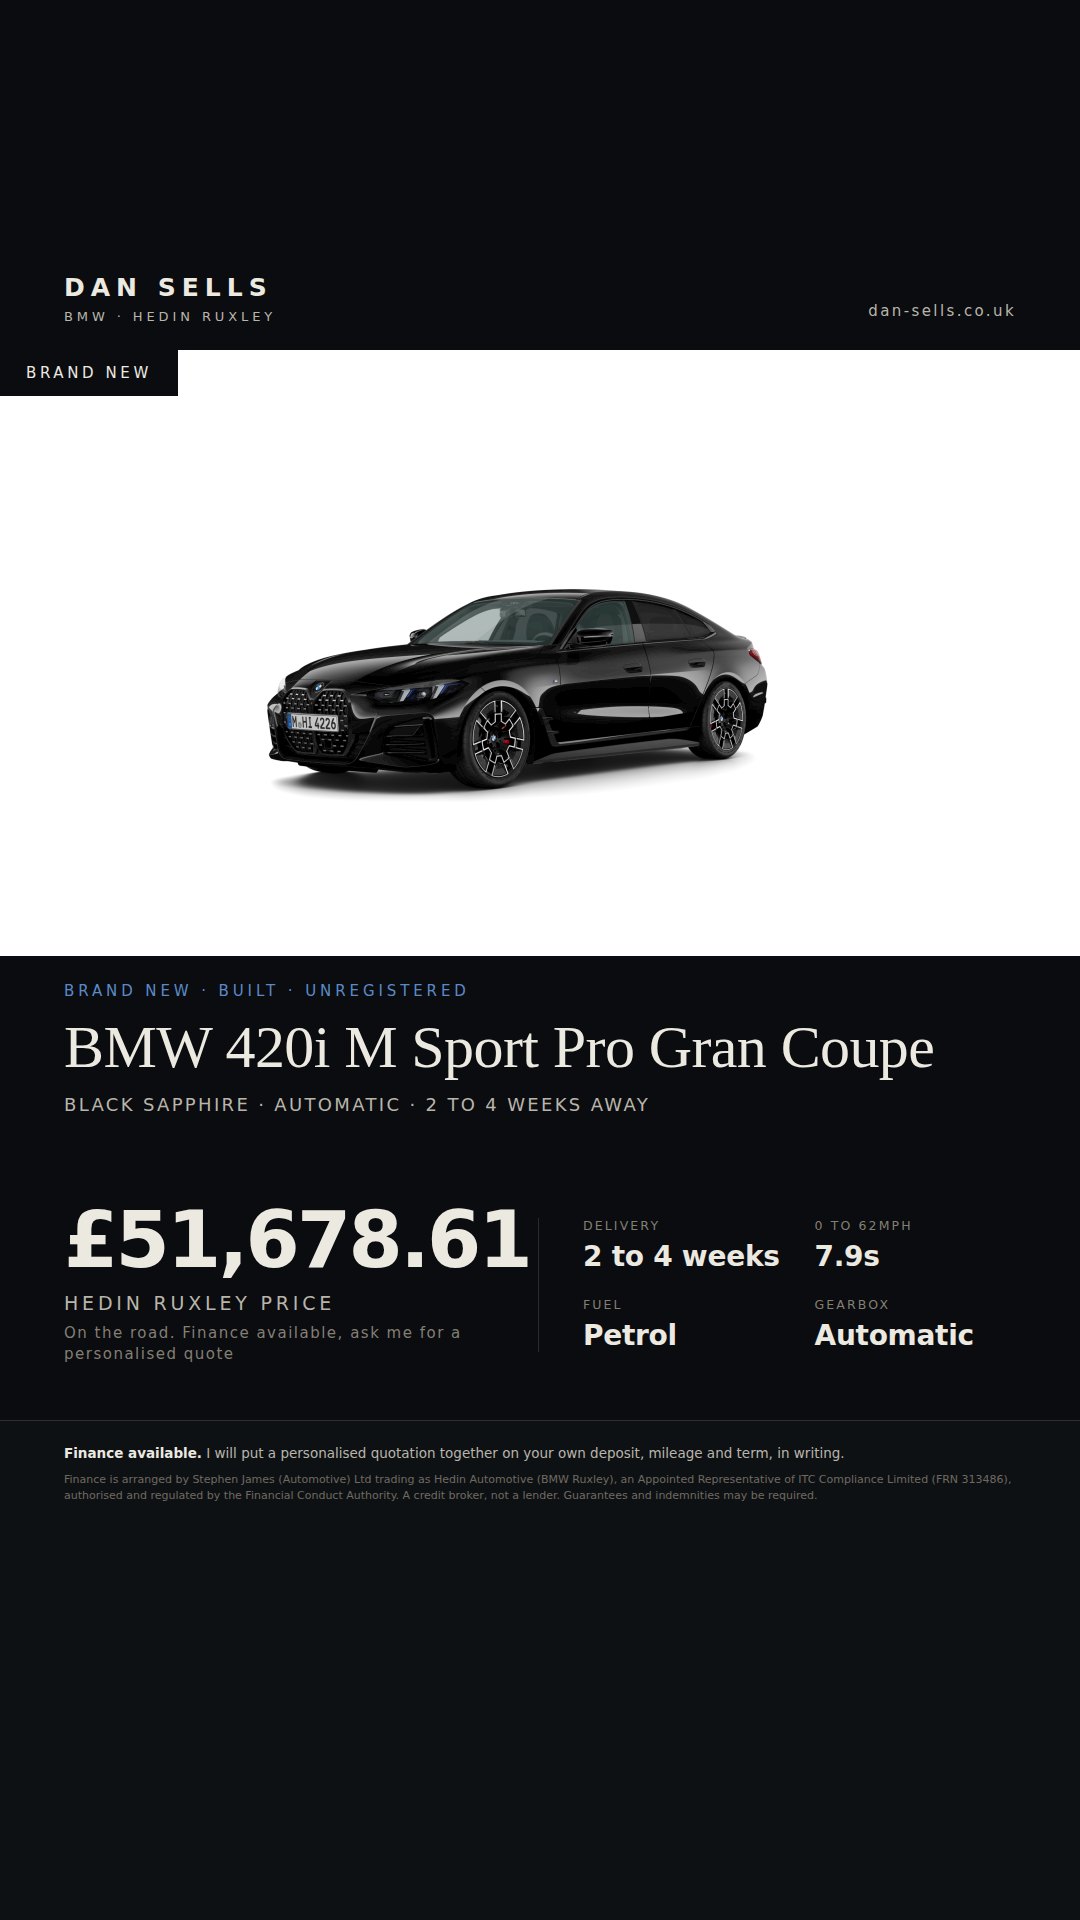 DAN SELLS
BMW · HEDIN RUXLEY
dan-sells.co.uk
BRAND NEW
M HI 4226
BRAND NEW · BUILT · UNREGISTERED
BMW 420i M Sport Pro Gran Coupe
BLACK SAPPHIRE · AUTOMATIC · 2 TO 4 WEEKS AWAY
£51,678.61
HEDIN RUXLEY PRICE
On the road. Finance available, ask me for a
personalised quote
DELIVERY
2 to 4 weeks
0 TO 62MPH
7.9s
FUEL
Petrol
GEARBOX
Automatic
Finance available. I will put a personalised quotation together on your own deposit, mileage and term, in writing.
Finance is arranged by Stephen James (Automotive) Ltd trading as Hedin Automotive (BMW Ruxley), an Appointed Representative of ITC Compliance Limited (FRN 313486),
authorised and regulated by the Financial Conduct Authority. A credit broker, not a lender. Guarantees and indemnities may be required.